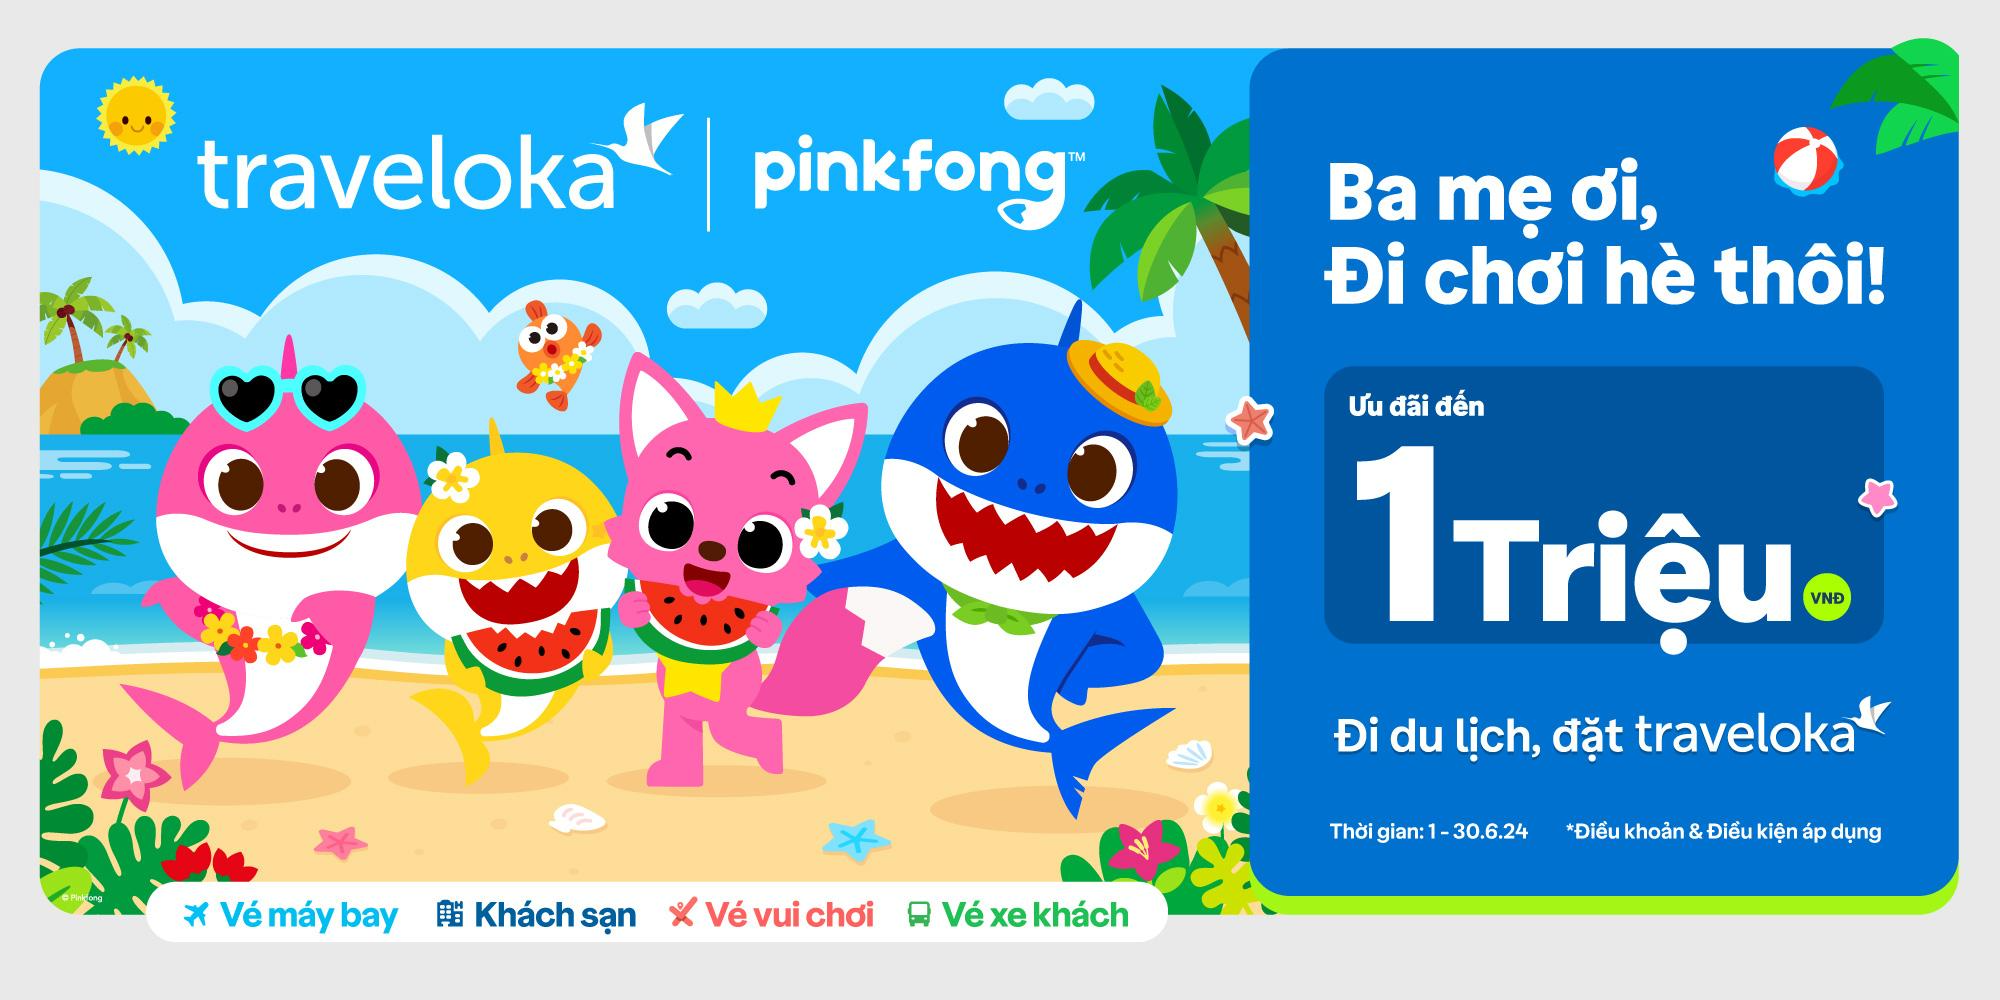 traveloka
pinkfong™
Ba mẹ ơi,
Đi chơi hè thôi!
Ưu đãi đến
1 Triệu
VNĐ
Đi du lịch, đặt traveloka
Thời gian: 1 - 30.6.24
*Điều khoản & Điều kiện áp dụng
© Pinkfong
Vé máy bay
Khách sạn
Vé vui chơi
Vé xe khách